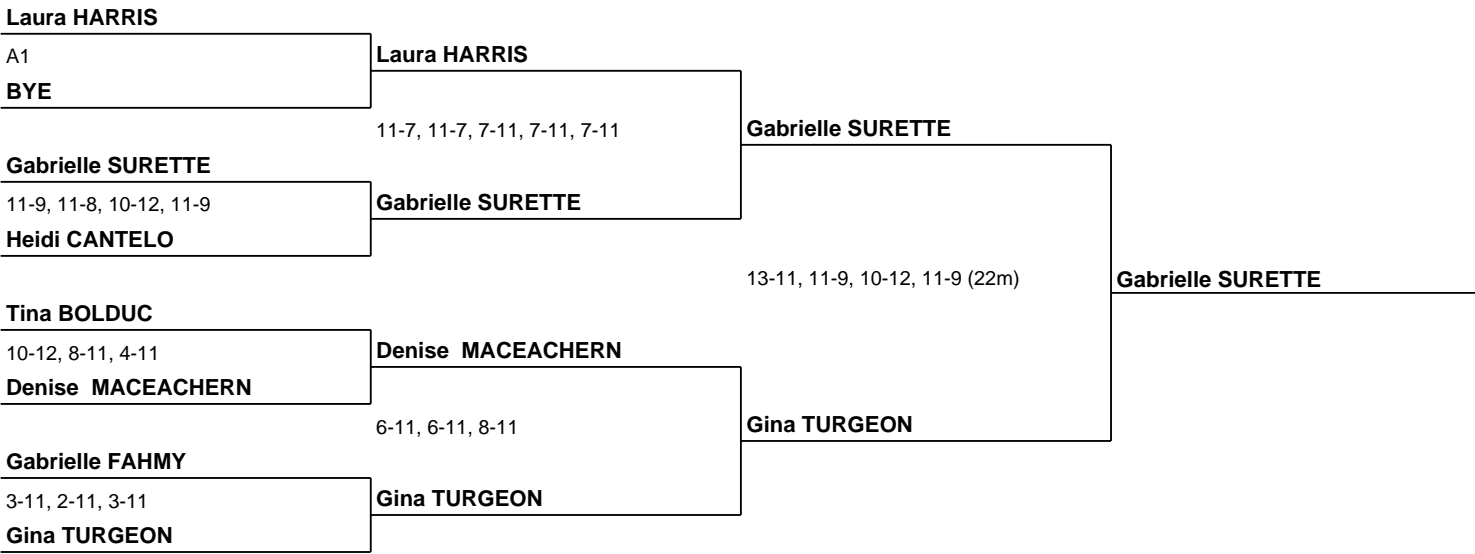 Laura HARRIS
A1
BYE
Laura HARRIS
11-7, 11-7, 7-11, 7-11, 7-11
Gabrielle SURETTE
Gabrielle SURETTE
11-9, 11-8, 10-12, 11-9
Heidi CANTELO
Gabrielle SURETTE
13-11, 11-9, 10-12, 11-9 (22m)
Gabrielle SURETTE
Tina BOLDUC
10-12, 8-11, 4-11
Denise  MACEACHERN
Denise  MACEACHERN
6-11, 6-11, 8-11
Gina TURGEON
Gabrielle FAHMY
3-11, 2-11, 3-11
Gina TURGEON
Gina TURGEON